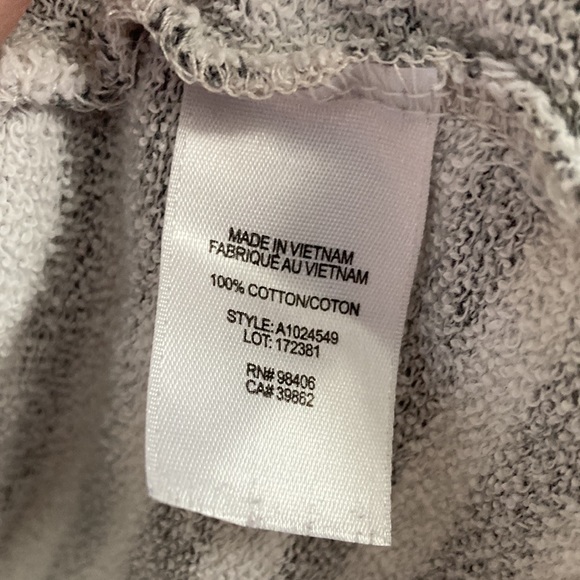 MADE IN VIETNAM
FABRIQUE AU VIETNAM
100% COTTON/COTON
STYLE: A1024549
LOT: 172381
RN# 98406
CA# 39862